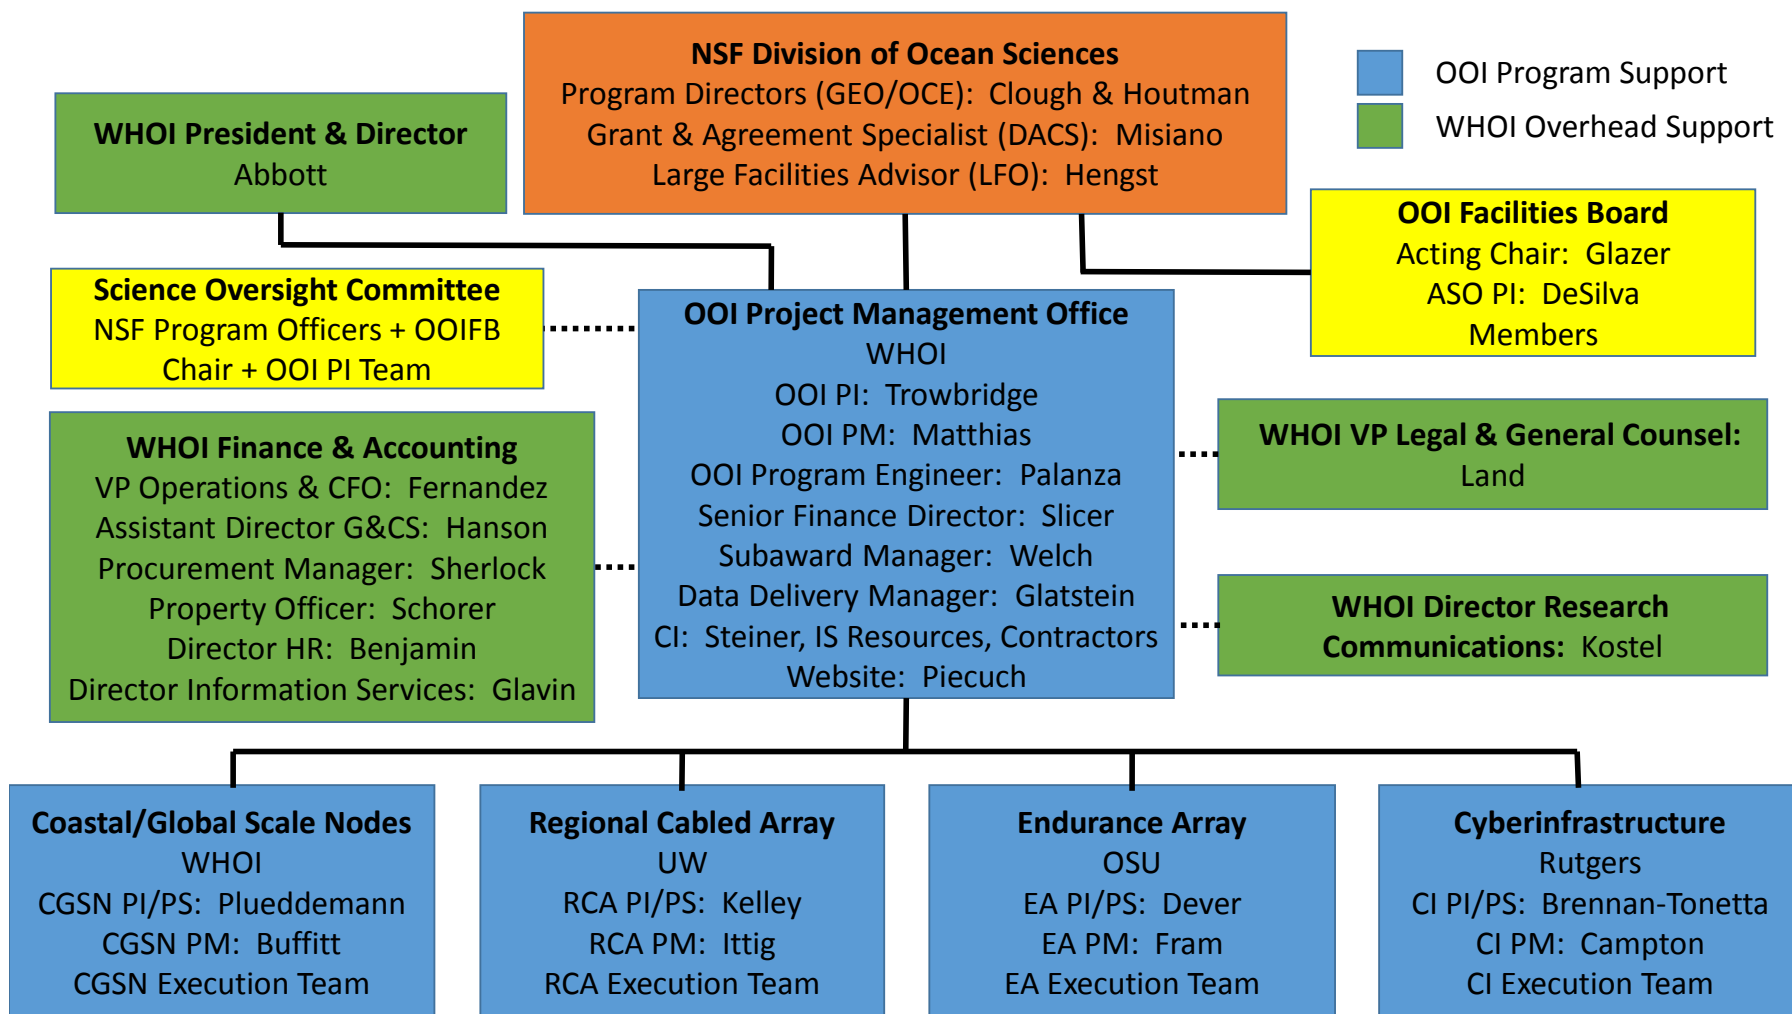 NSF Division of Ocean Sciences
Program Directors (GEO/OCE): Clough & Houtman
Grant & Agreement Specialist (DACS): Misiano
Large Facilities Advisor (LFO): Hengst
OOI Program Support
WHOI Overhead Support
WHOI President & Director
Abbott
OOI Facilities Board
Acting Chair: Glazer
ASO PI: DeSilva
Members
Science Oversight Committee
NSF Program Officers + OOIFB
Chair + OOI PI Team
OOI Project Management Office
WHOI
OOI PI: Trowbridge
OOI PM: Matthias
OOI Program Engineer: Palanza
Senior Finance Director: Slicer
Subaward Manager: Welch
Data Delivery Manager: Glatstein
CI: Steiner, IS Resources, Contractors
Website: Piecuch
WHOI Finance & Accounting
VP Operations & CFO: Fernandez
Assistant Director G&CS: Hanson
Procurement Manager: Sherlock
Property Officer: Schorer
Director HR: Benjamin
Director Information Services: Glavin
WHOI VP Legal & General Counsel:
Land
WHOI Director Research
Communications: Kostel
Coastal/Global Scale Nodes
WHOI
CGSN PI/PS: Plueddemann
CGSN PM: Buffitt
CGSN Execution Team
Regional Cabled Array
UW
RCA PI/PS: Kelley
RCA PM: Ittig
RCA Execution Team
Endurance Array
OSU
EA PI/PS: Dever
EA PM: Fram
EA Execution Team
Cyberinfrastructure
Rutgers
CI PI/PS: Brennan-Tonetta
CI PM: Campton
CI Execution Team